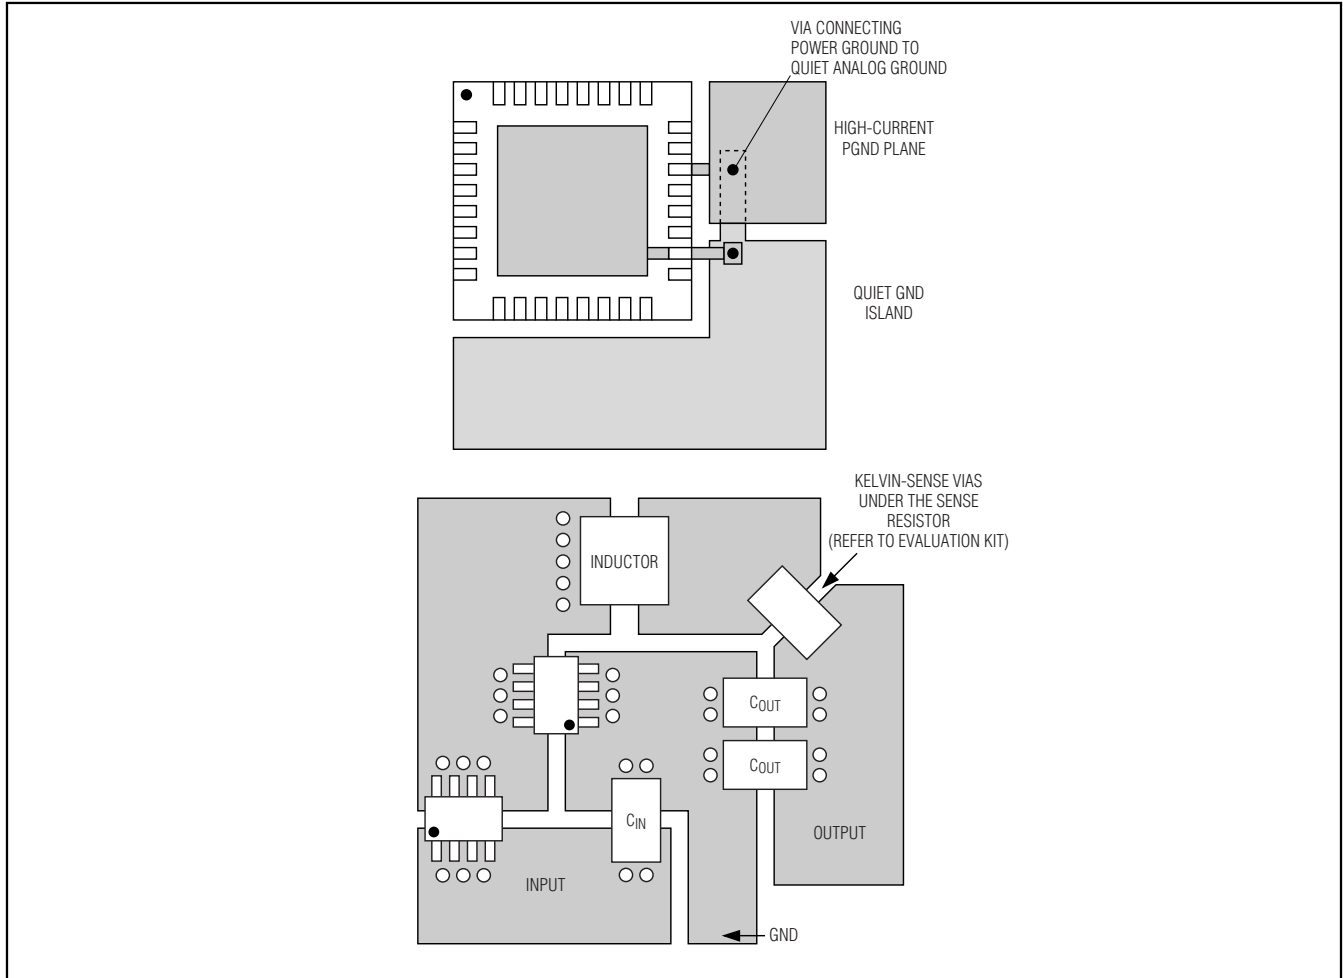 VIA CONNECTING
POWER GROUND TO
QUIET ANALOG GROUND
HIGH-CURRENT
PGND PLANE
QUIET GND
ISLAND
KELVIN-SENSE VIAS
UNDER THE SENSE
RESISTOR
(REFER TO EVALUATION KIT)
INDUCTOR
COUT
COUT
CIN
OUTPUT
INPUT
GND